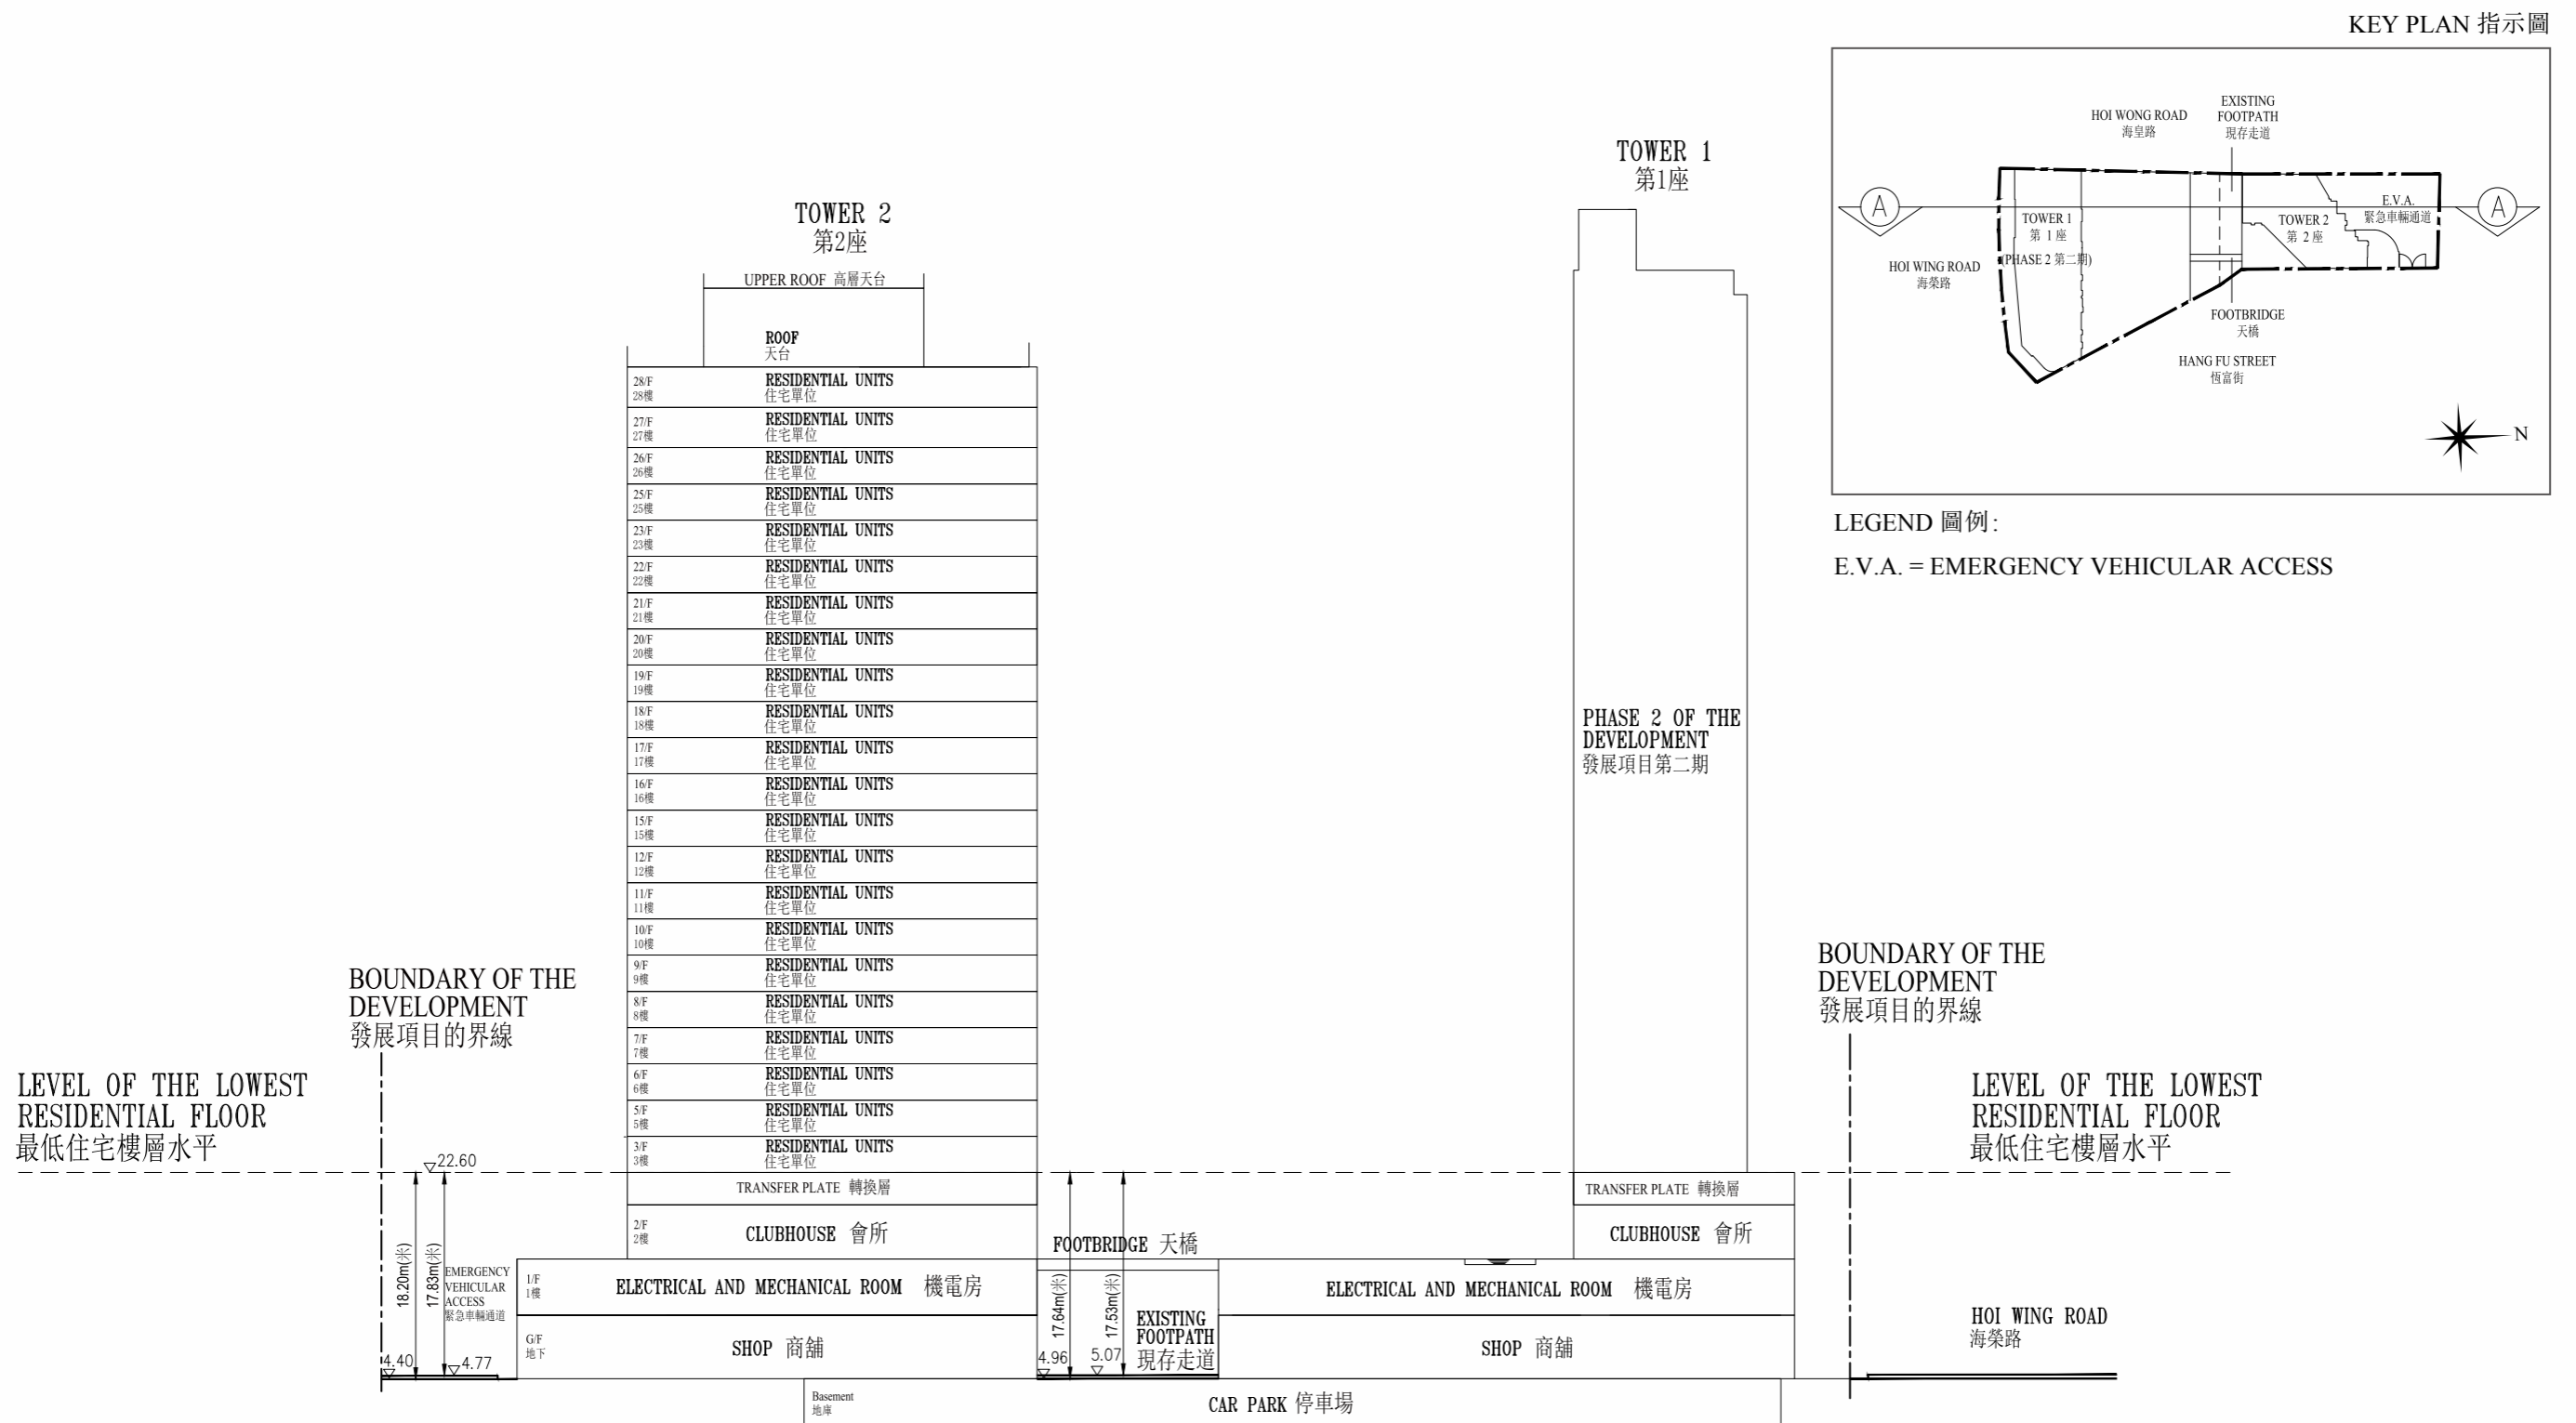 KEY PLAN 指示圖
HOI WONG ROAD
海皇路
EXISTING
FOOTPATH
現存走道
A
A
TOWER 1
第 1 座
(PHASE 2 第二期)
TOWER 2
第 2 座
E.V.A.
緊急車輛通道
HOI WING ROAD
海榮路
FOOTBRIDGE
天橋
HANG FU STREET
恆富街
N
LEGEND 圖例:
E.V.A. = EMERGENCY VEHICULAR ACCESS
TOWER 2
第2座
TOWER 1
第1座
UPPER ROOF 高層天台
ROOF
天台
28/F RESIDENTIAL UNITS
28樓 住宅單位
27/F RESIDENTIAL UNITS
27樓 住宅單位
26/F RESIDENTIAL UNITS
26樓 住宅單位
25/F RESIDENTIAL UNITS
25樓 住宅單位
23/F RESIDENTIAL UNITS
23樓 住宅單位
22/F RESIDENTIAL UNITS
22樓 住宅單位
21/F RESIDENTIAL UNITS
21樓 住宅單位
20/F RESIDENTIAL UNITS
20樓 住宅單位
19/F RESIDENTIAL UNITS
19樓 住宅單位
18/F RESIDENTIAL UNITS
18樓 住宅單位
17/F RESIDENTIAL UNITS
17樓 住宅單位
16/F RESIDENTIAL UNITS
16樓 住宅單位
15/F RESIDENTIAL UNITS
15樓 住宅單位
12/F RESIDENTIAL UNITS
12樓 住宅單位
11/F RESIDENTIAL UNITS
11樓 住宅單位
10/F RESIDENTIAL UNITS
10樓 住宅單位
9/F RESIDENTIAL UNITS
9樓 住宅單位
8/F RESIDENTIAL UNITS
8樓 住宅單位
7/F RESIDENTIAL UNITS
7樓 住宅單位
6/F RESIDENTIAL UNITS
6樓 住宅單位
5/F RESIDENTIAL UNITS
5樓 住宅單位
3/F RESIDENTIAL UNITS
3樓 住宅單位
TRANSFER PLATE 轉換層
2/F
2樓
CLUBHOUSE 會所
1/F
1樓
ELECTRICAL AND MECHANICAL ROOM 機電房
G/F
地下
SHOP 商舖
Basement
地庫
CAR PARK 停車場
PHASE 2 OF THE
DEVELOPMENT
發展項目第二期
TRANSFER PLATE 轉換層
CLUBHOUSE 會所
ELECTRICAL AND MECHANICAL ROOM 機電房
SHOP 商舖
FOOTBRIDGE 天橋
17.64m(米)
17.53m(米)
EXISTING
FOOTPATH
現存走道
4.96
5.07
BOUNDARY OF THE
DEVELOPMENT
發展項目的界線
LEVEL OF THE LOWEST
RESIDENTIAL FLOOR
最低住宅樓層水平
22.60
18.20m(米)
17.83m(米)
EMERGENCY
VEHICULAR
ACCESS
緊急車輛通道
4.40
4.77
BOUNDARY OF THE
DEVELOPMENT
發展項目的界線
LEVEL OF THE LOWEST
RESIDENTIAL FLOOR
最低住宅樓層水平
HOI WING ROAD
海榮路